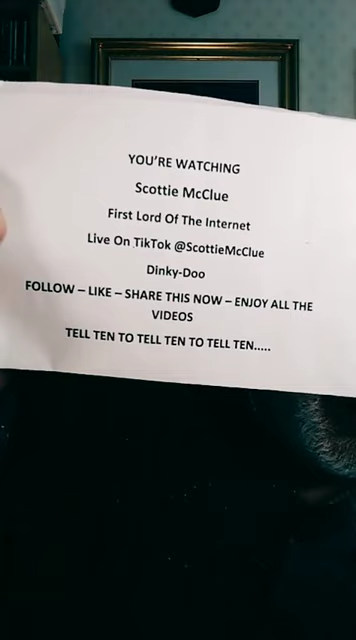 YOU'RE WATCHING
Scottie McClue
First Lord Of The Internet
Live On TikTok @ScottieMcClue
Dinky-Doo
FOLLOW – LIKE – SHARE THIS NOW – ENJOY ALL THE
VIDEOS
TELL TEN TO TELL TEN TO TELL TEN.....